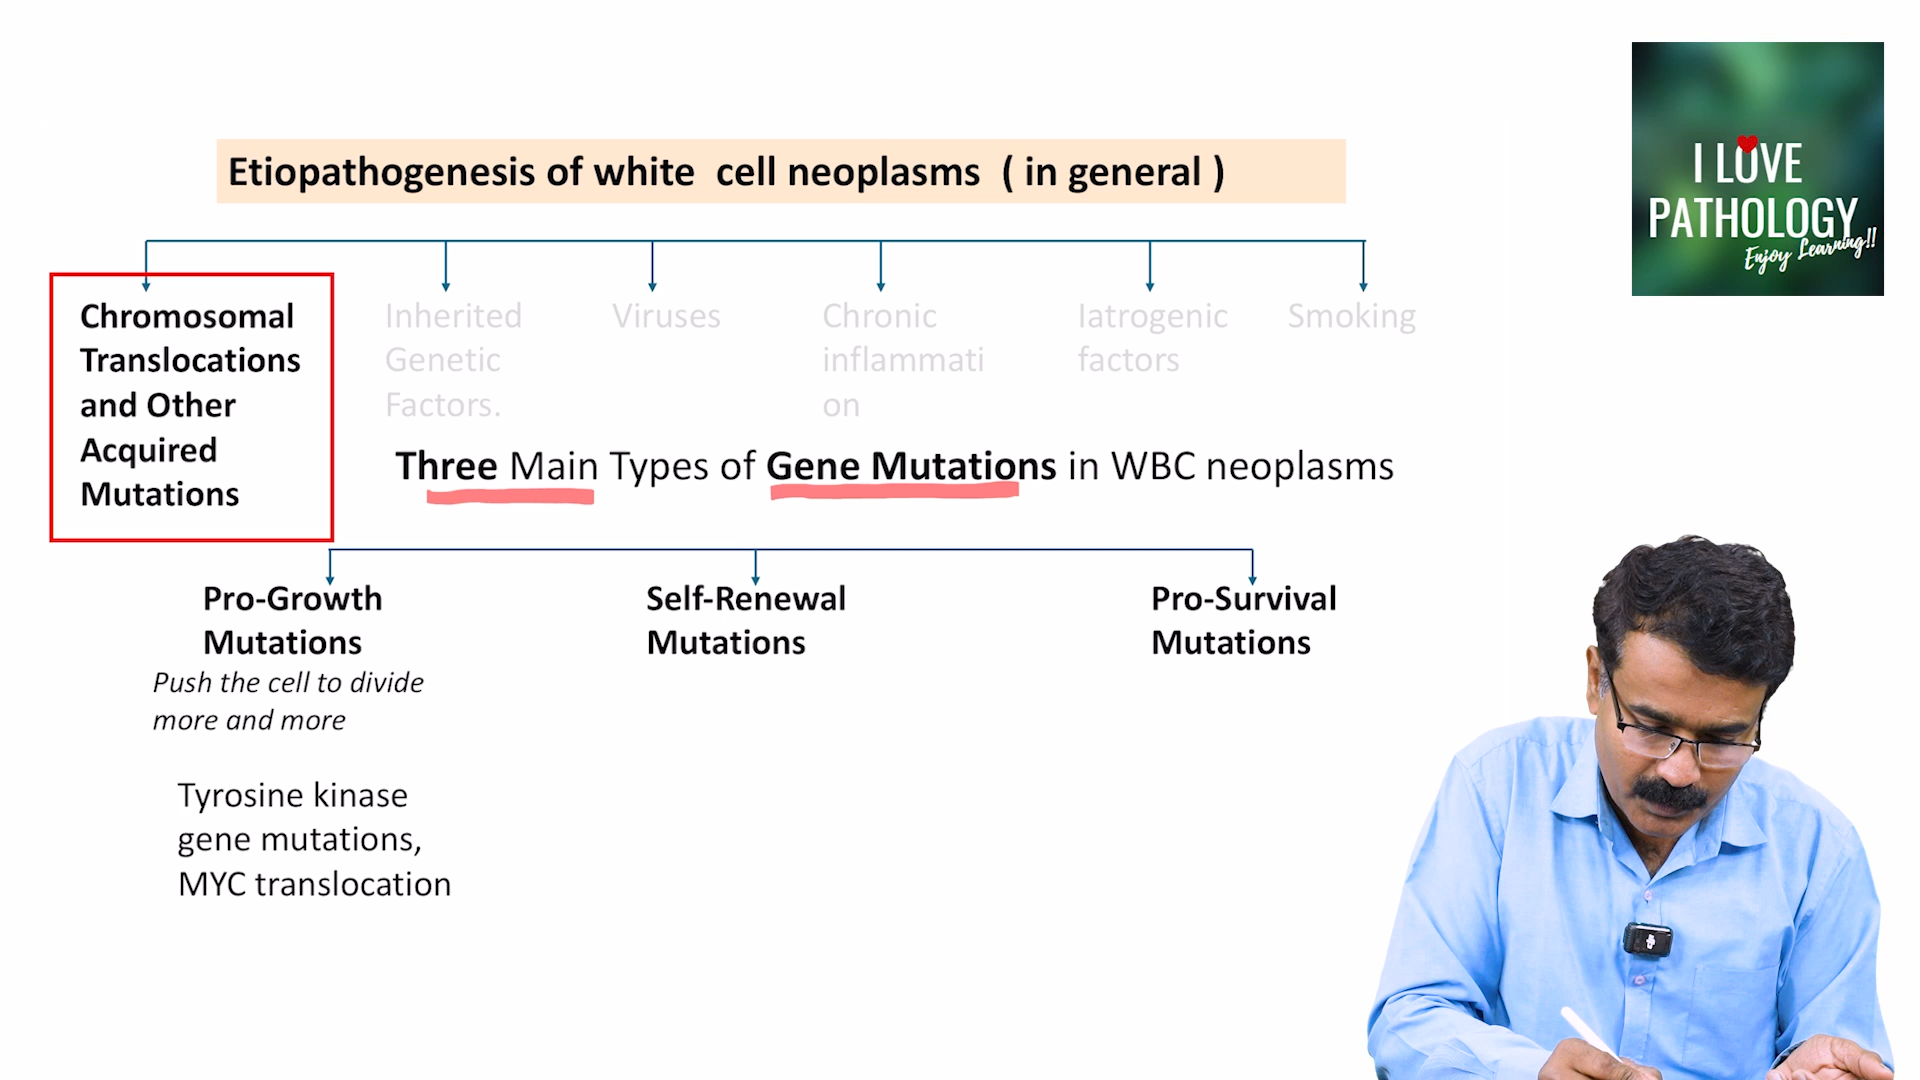 Etiopathogenesis of white cell neoplasms ( in general )
I LOVE
PATHOLOGY
Enjoy Learning!!
Chromosomal
Translocations
and Other
Acquired
Mutations
Inherited
Genetic
Factors.
Viruses
Chronic
inflammati
on
Iatrogenic
factors
Smoking
Three Main Types of Gene Mutations in WBC neoplasms
Pro-Growth
Mutations
Push the cell to divide
more and more
Tyrosine kinase
gene mutations,
MYC translocation
Self-Renewal
Mutations
Pro-Survival
Mutations